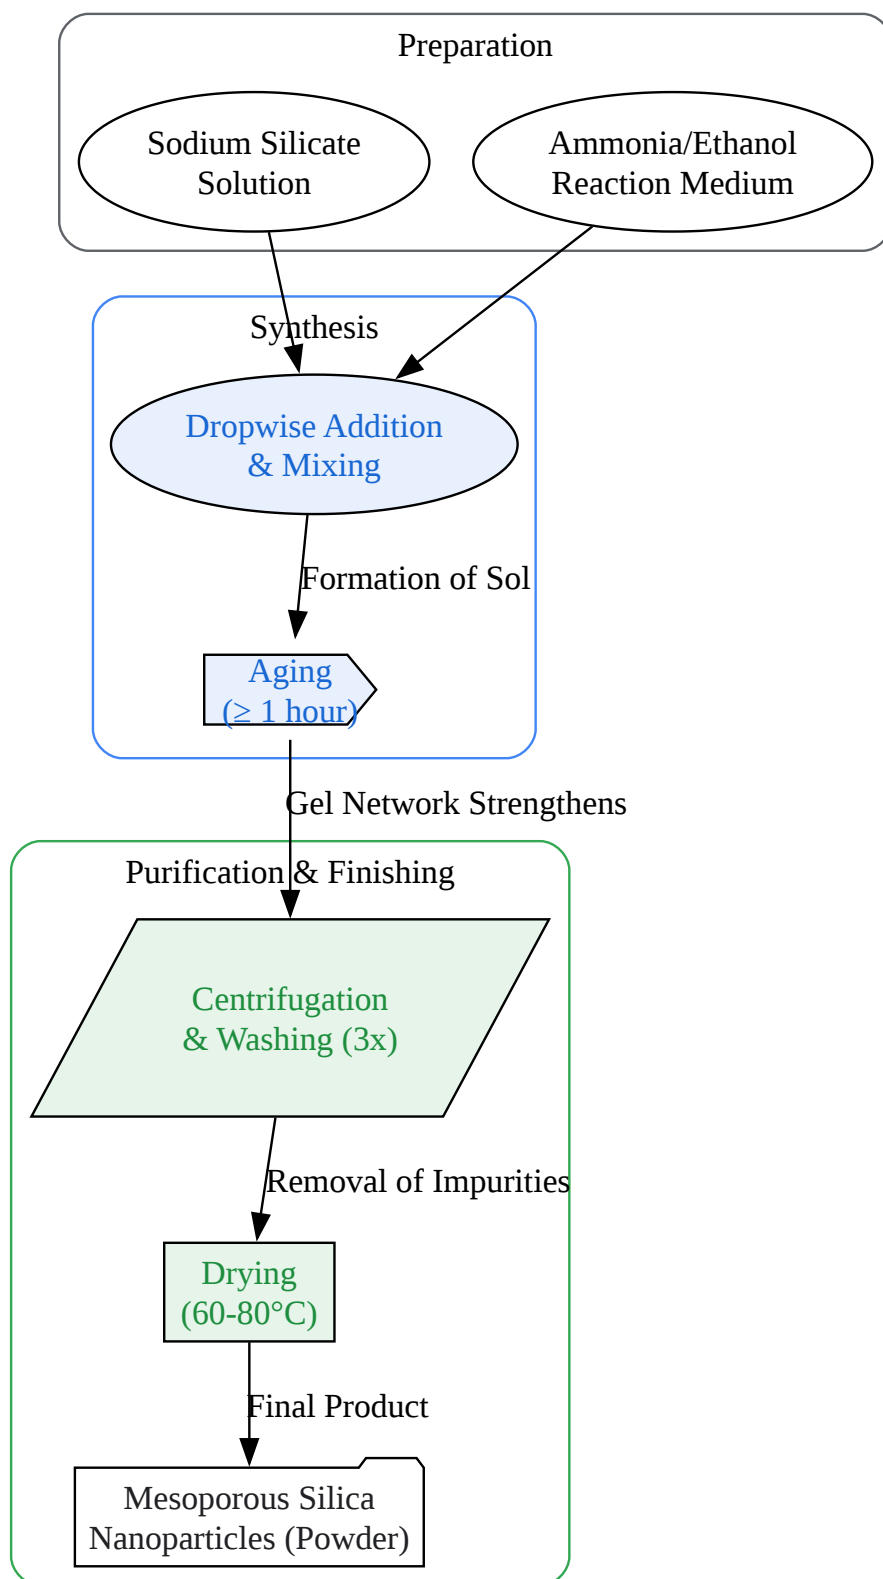 Preparation
Sodium Silicate
Solution
Ammonia/Ethanol
Reaction Medium
Synthesis
Dropwise Addition
& Mixing
Formation of Sol
Aging
(≥ 1 hour)
Gel Network Strengthens
Purification & Finishing
Centrifugation
& Washing (3x)
Removal of Impurities
Drying
(60-80°C)
Final Product
Mesoporous Silica
Nanoparticles (Powder)